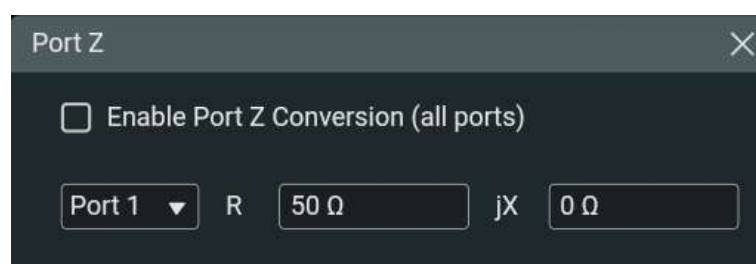 Port Z
Enable Port Z Conversion (all ports)
Port 1 R 50 Ω jX 0 Ω